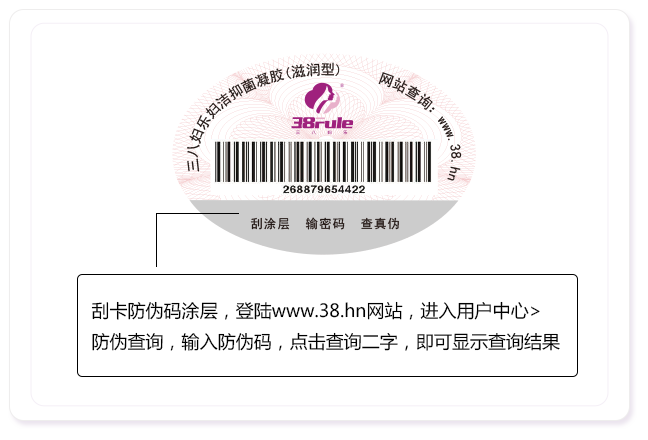 三八妇乐妇洁抑菌凝胶(滋润型)
网站查询：www.38.hn
®
38rule
三八妇乐
268879654422
刮涂层 输密码 查真伪
刮卡防伪码涂层，登陆www.38.hn网站，进入用户中心>
防伪查询，输入防伪码，点击查询二字，即可显示查询结果